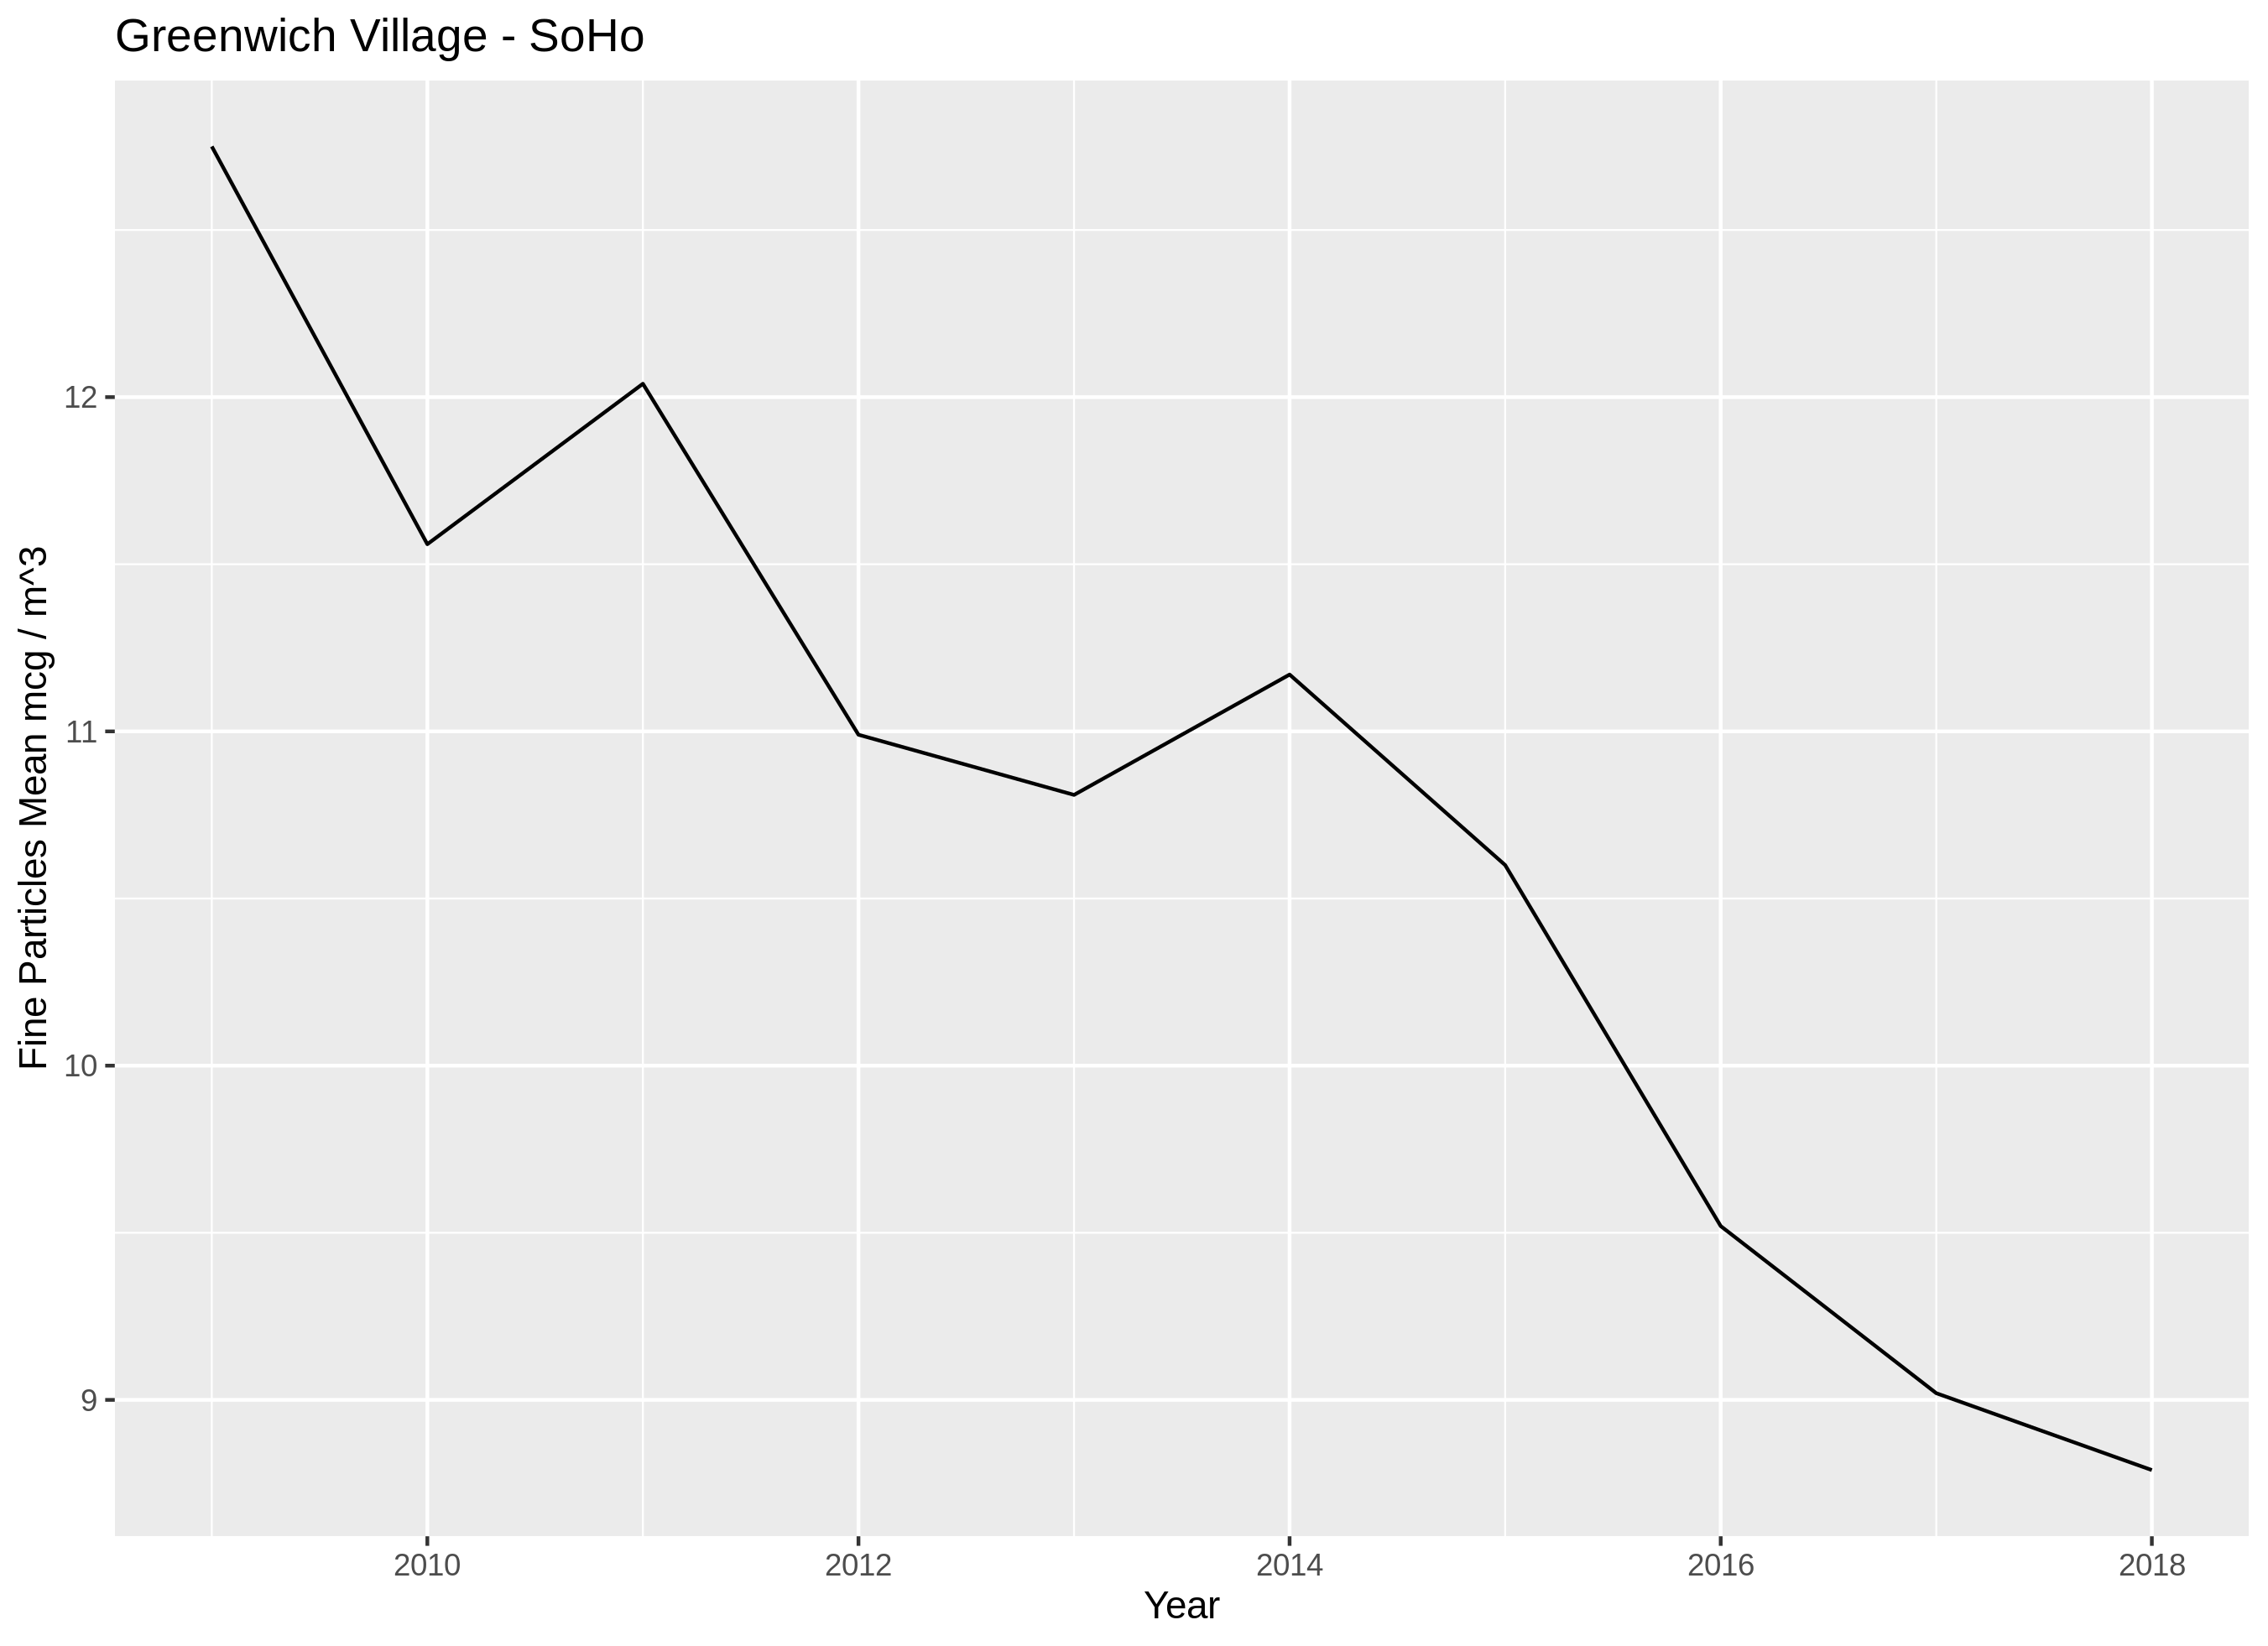 Greenwich Village - SoHo
Fine Particles Mean mcg / m^3
12
11
10
9
2010 2012 2014 2016 2018
Year